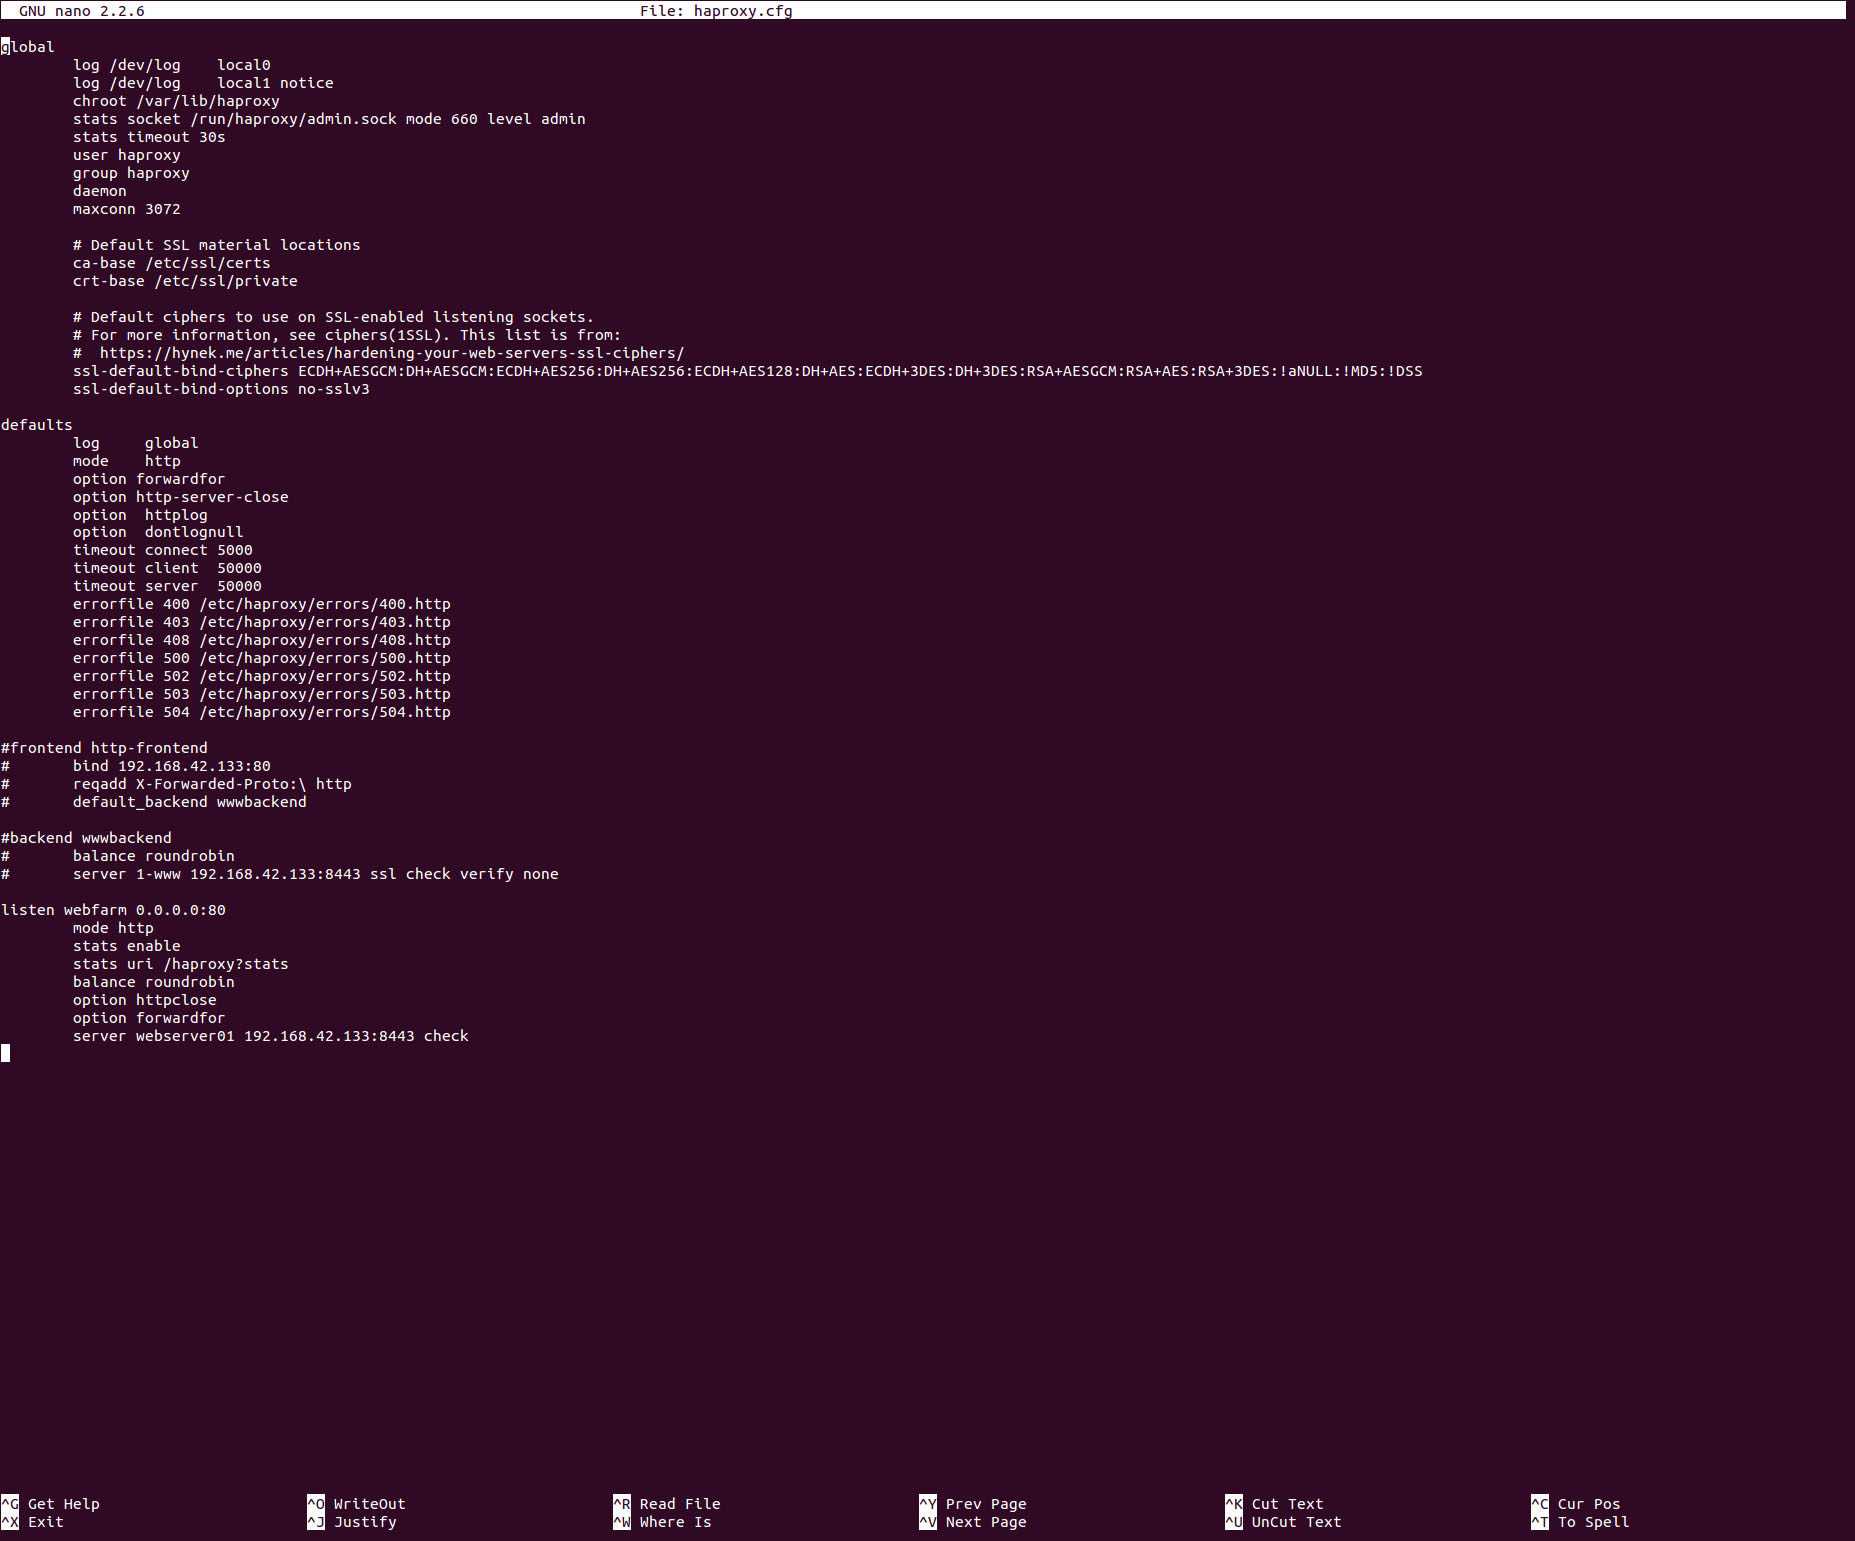 GNU nano 2.2.6 File: haproxy.cfg
global
log /dev/log local0
log /dev/log local1 notice
chroot /var/lib/haproxy
stats socket /run/haproxy/admin.sock mode 660 level admin
stats timeout 30s
user haproxy
group haproxy
daemon
maxconn 3072
# Default SSL material locations
ca-base /etc/ssl/certs
crt-base /etc/ssl/private
# Default ciphers to use on SSL-enabled listening sockets.
# For more information, see ciphers(1SSL). This list is from:
#  https://hynek.me/articles/hardening-your-web-servers-ssl-ciphers/
ssl-default-bind-ciphers ECDH+AESGCM:DH+AESGCM:ECDH+AES256:DH+AES256:ECDH+AES128:DH+AES:ECDH+3DES:DH+3DES:RSA+AESGCM:RSA+AES:RSA+3DES:!aNULL:!MD5:!DSS
ssl-default-bind-options no-sslv3
defaults
log global
mode http
option forwardfor
option http-server-close
option httplog
option dontlognull
timeout connect 5000
timeout client 50000
timeout server 50000
errorfile 400 /etc/haproxy/errors/400.http
errorfile 403 /etc/haproxy/errors/403.http
errorfile 408 /etc/haproxy/errors/408.http
errorfile 500 /etc/haproxy/errors/500.http
errorfile 502 /etc/haproxy/errors/502.http
errorfile 503 /etc/haproxy/errors/503.http
errorfile 504 /etc/haproxy/errors/504.http
#frontend http-frontend
# bind 192.168.42.133:80
# reqadd X-Forwarded-Proto:\ http
# default_backend wwwbackend
#backend wwwbackend
# balance roundrobin
# server 1-www 192.168.42.133:8443 ssl check verify none
listen webfarm 0.0.0.0:80
mode http
stats enable
stats uri /haproxy?stats
balance roundrobin
option httpclose
option forwardfor
server webserver01 192.168.42.133:8443 check
^G Get Help ^O WriteOut ^R Read File ^Y Prev Page ^K Cut Text ^C Cur Pos
^X Exit ^J Justify ^W Where Is ^V Next Page ^U UnCut Text ^T To Spell